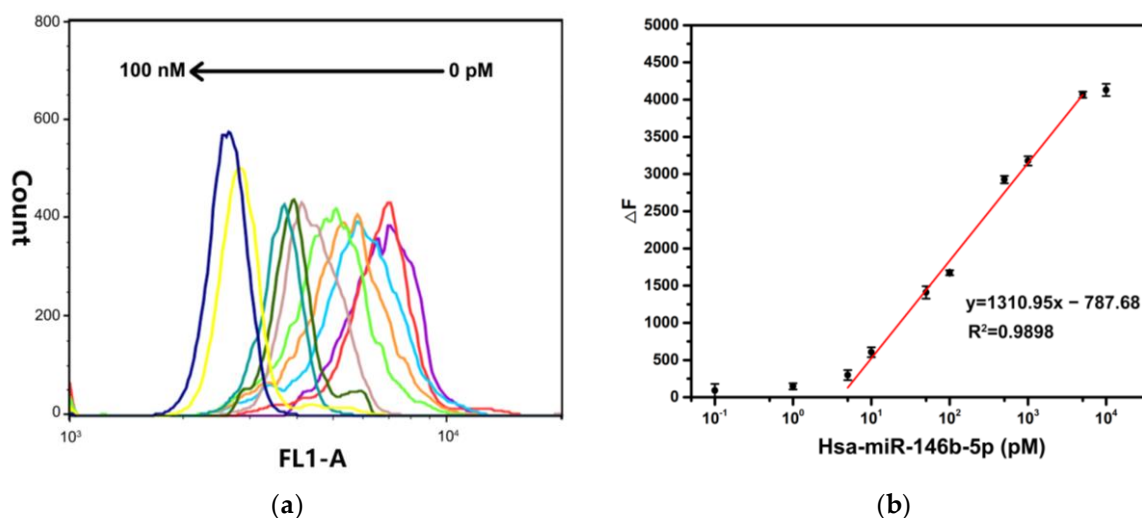 800
600
400
200
0
Count
100 nM
0 pM
10³
10⁴
FL1-A
(a)
5000
4500
4000
3500
3000
2500
2000
1500
1000
500
0
△F
y=1310.95x − 787.68
R²=0.9898
10⁻¹
10⁰
10¹
10²
10³
10⁴
Hsa-miR-146b-5p (pM)
(b)